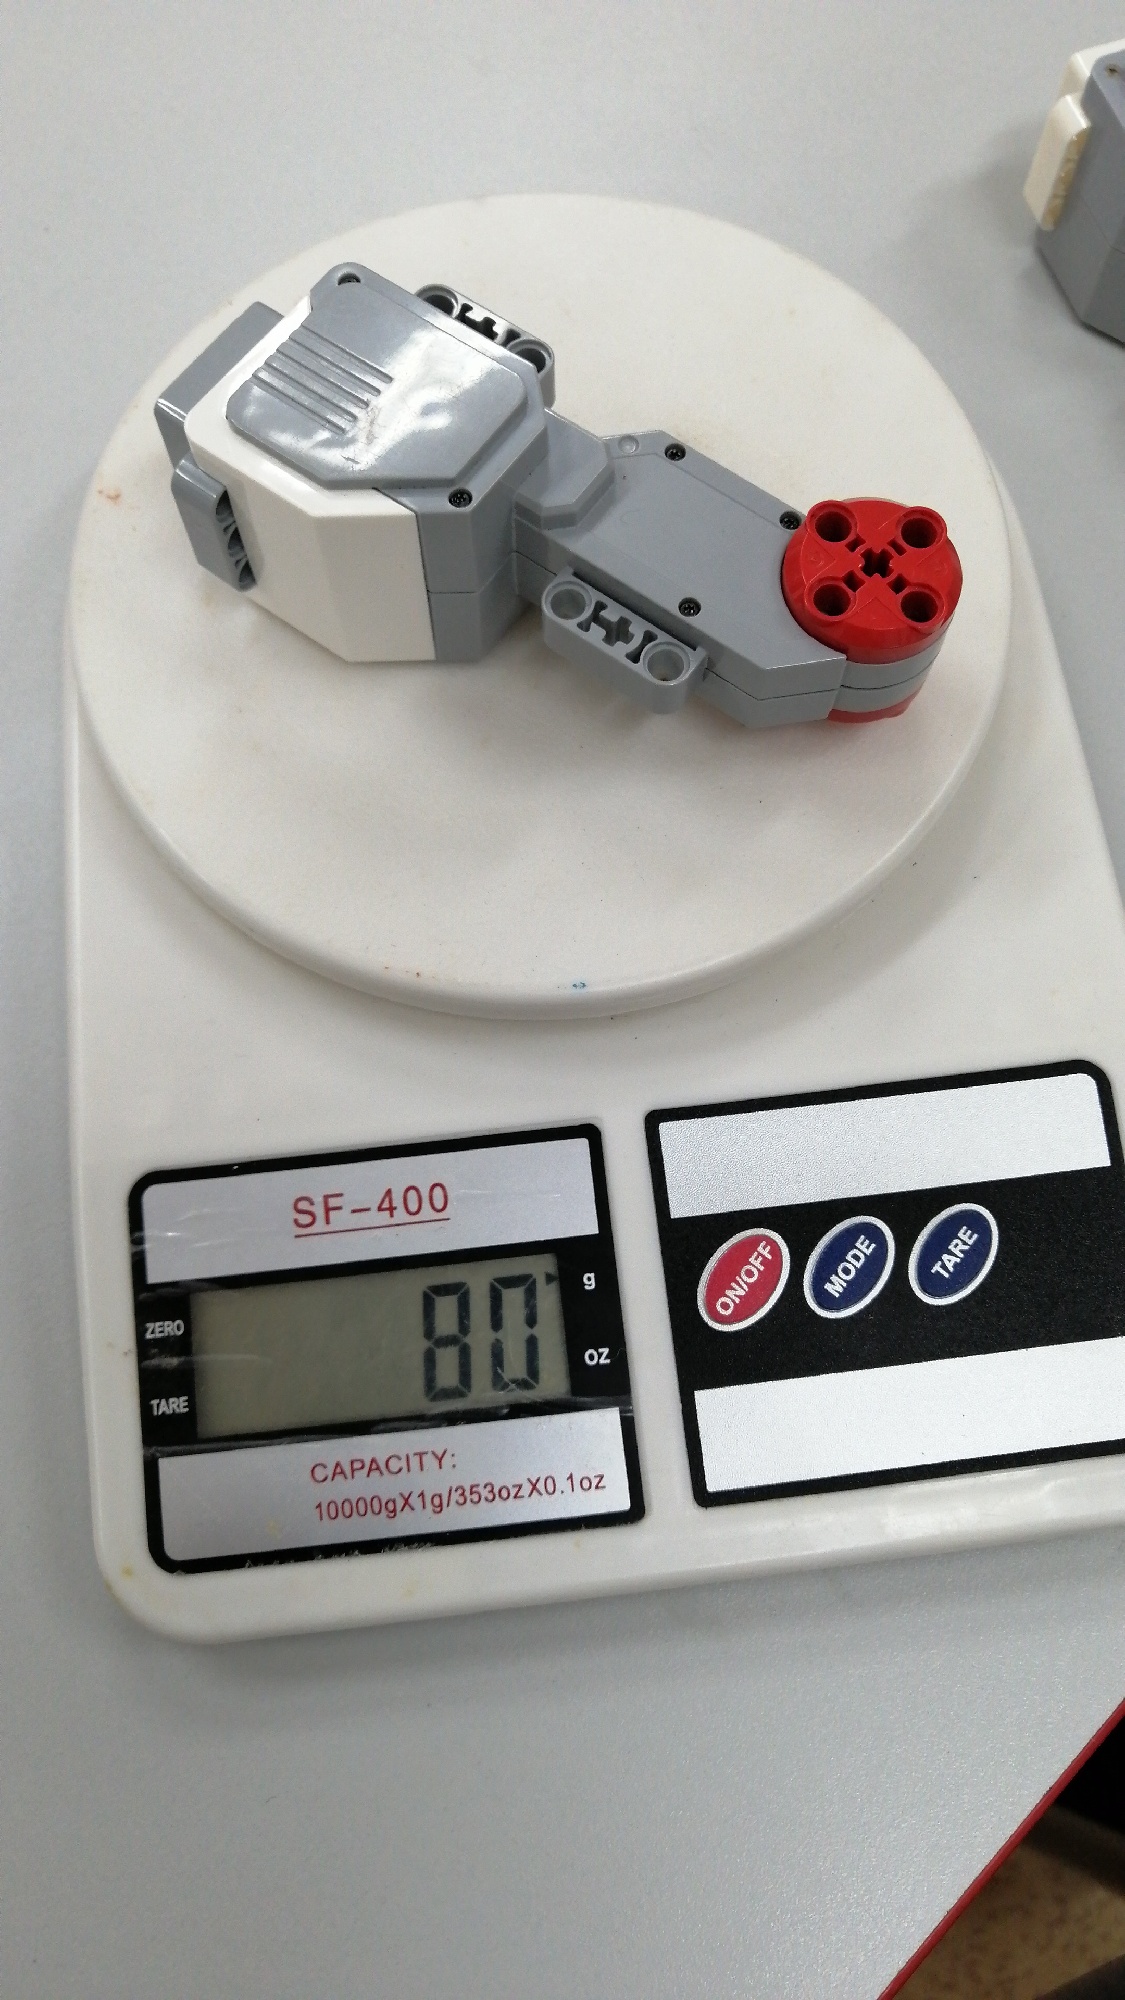 SF-400
80
g
oz
ZERO
TARE
CAPACITY:
10000gX1g/353ozX0.1oz
ON/OFF
MODE
TARE